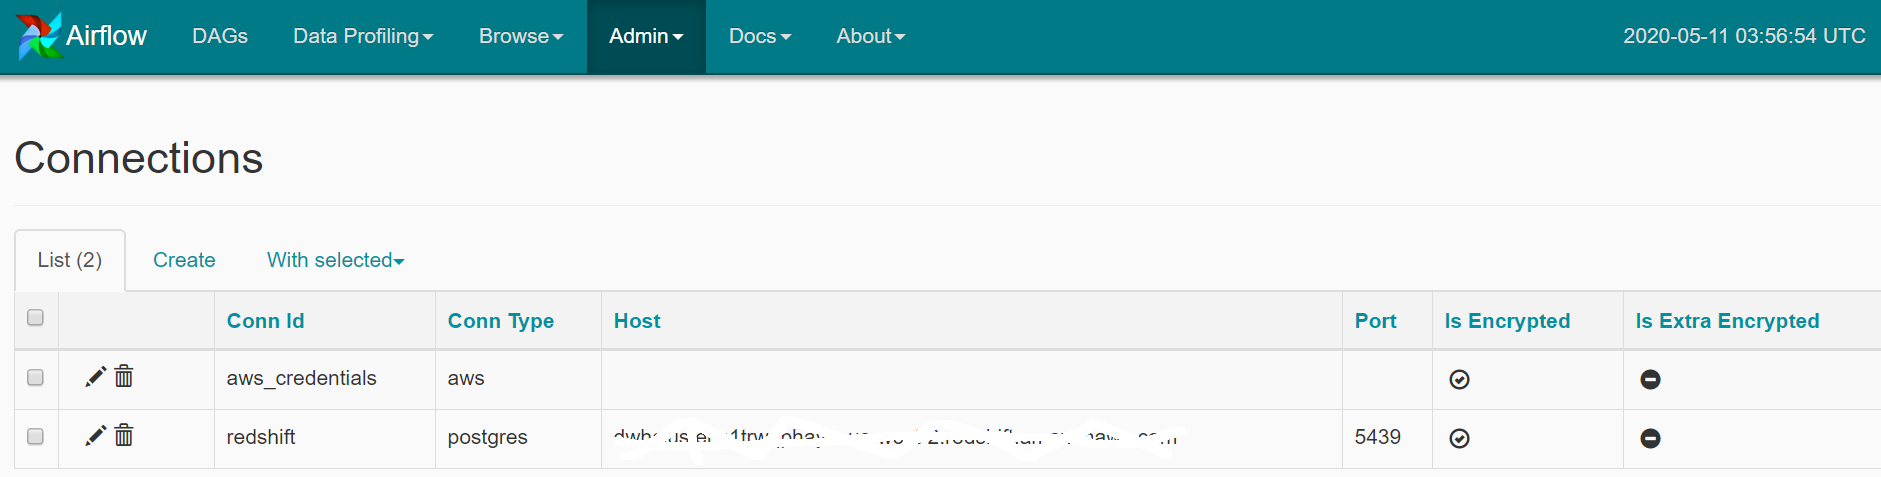 Airflow DAGs Data Profiling Browse Admin Docs About 2020-05-11 03:56:54 UTC
Connections
List (2) Create With selected
Conn Id Conn Type Host Port Is Encrypted Is Extra Encrypted
aws_credentials aws
redshift postgres 5439